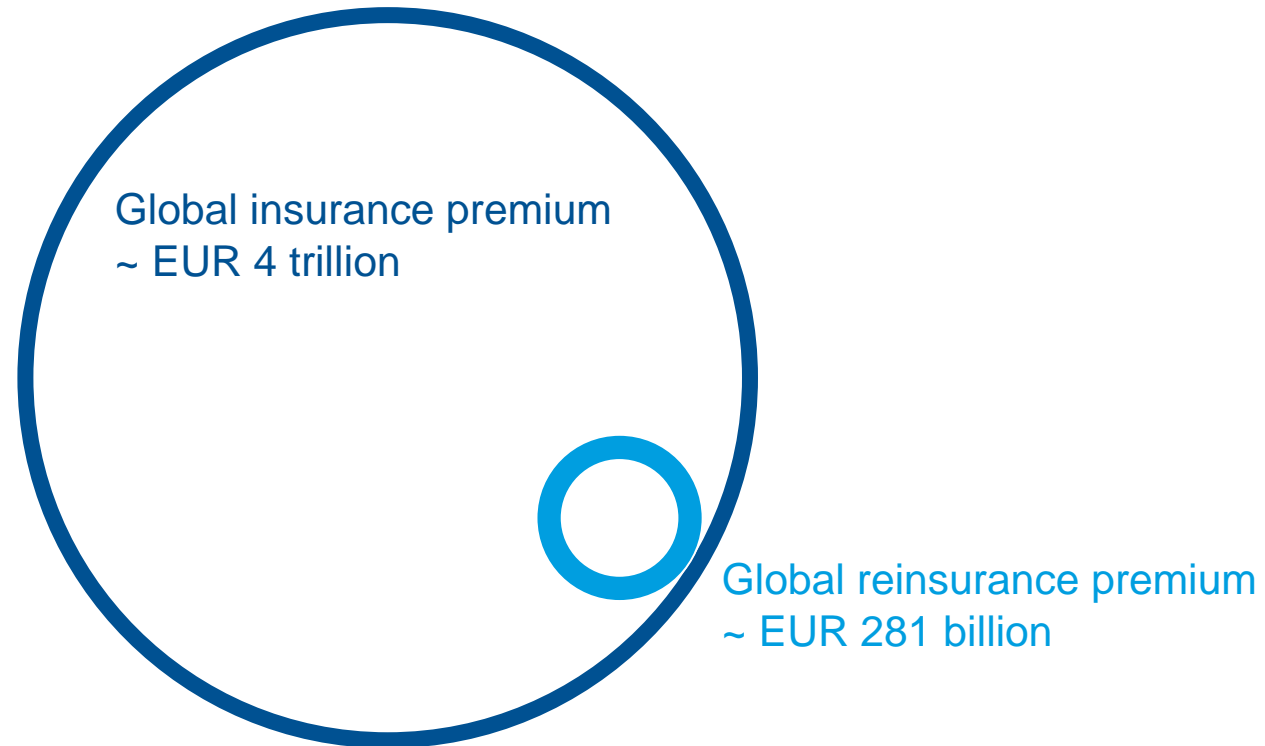 Global insurance premium
~ EUR 4 trillion
Global reinsurance premium
~ EUR 281 billion